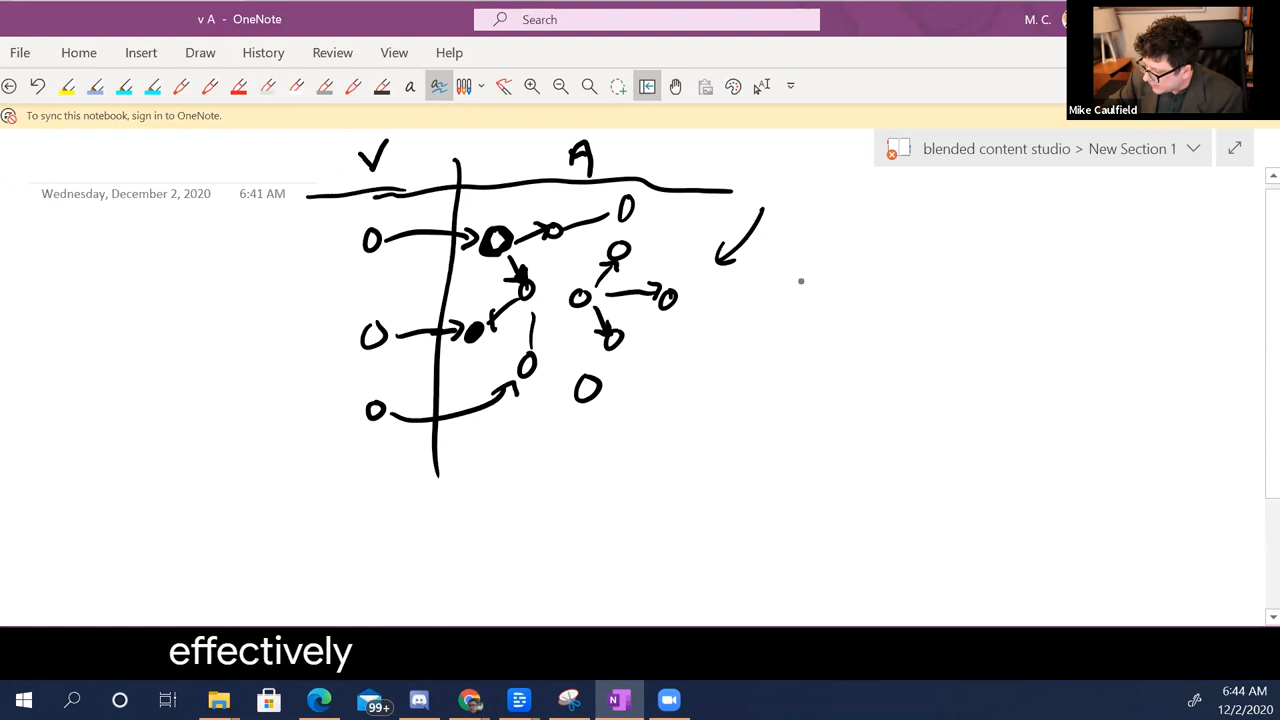 v A - OneNote
Search
M. C.
File Home Insert Draw History Review View Help
To sync this notebook, sign in to OneNote.
Mike Caulfield
blended content studio > New Section 1
Wednesday, December 2, 2020 6:41 AM
V A
effectively
99+
6:44 AM
12/2/2020